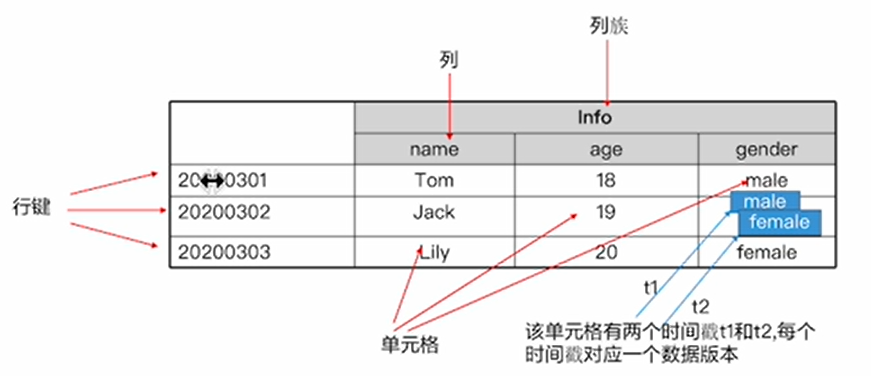 列族
列
Info
name age gender
20 0301 Tom 18 male
行键
20200302 Jack 19 male
female
20200303 Lily 20 female
t1
t2
单元格
该单元格有两个时间戳t1和t2,每个
时间戳对应一个数据版本